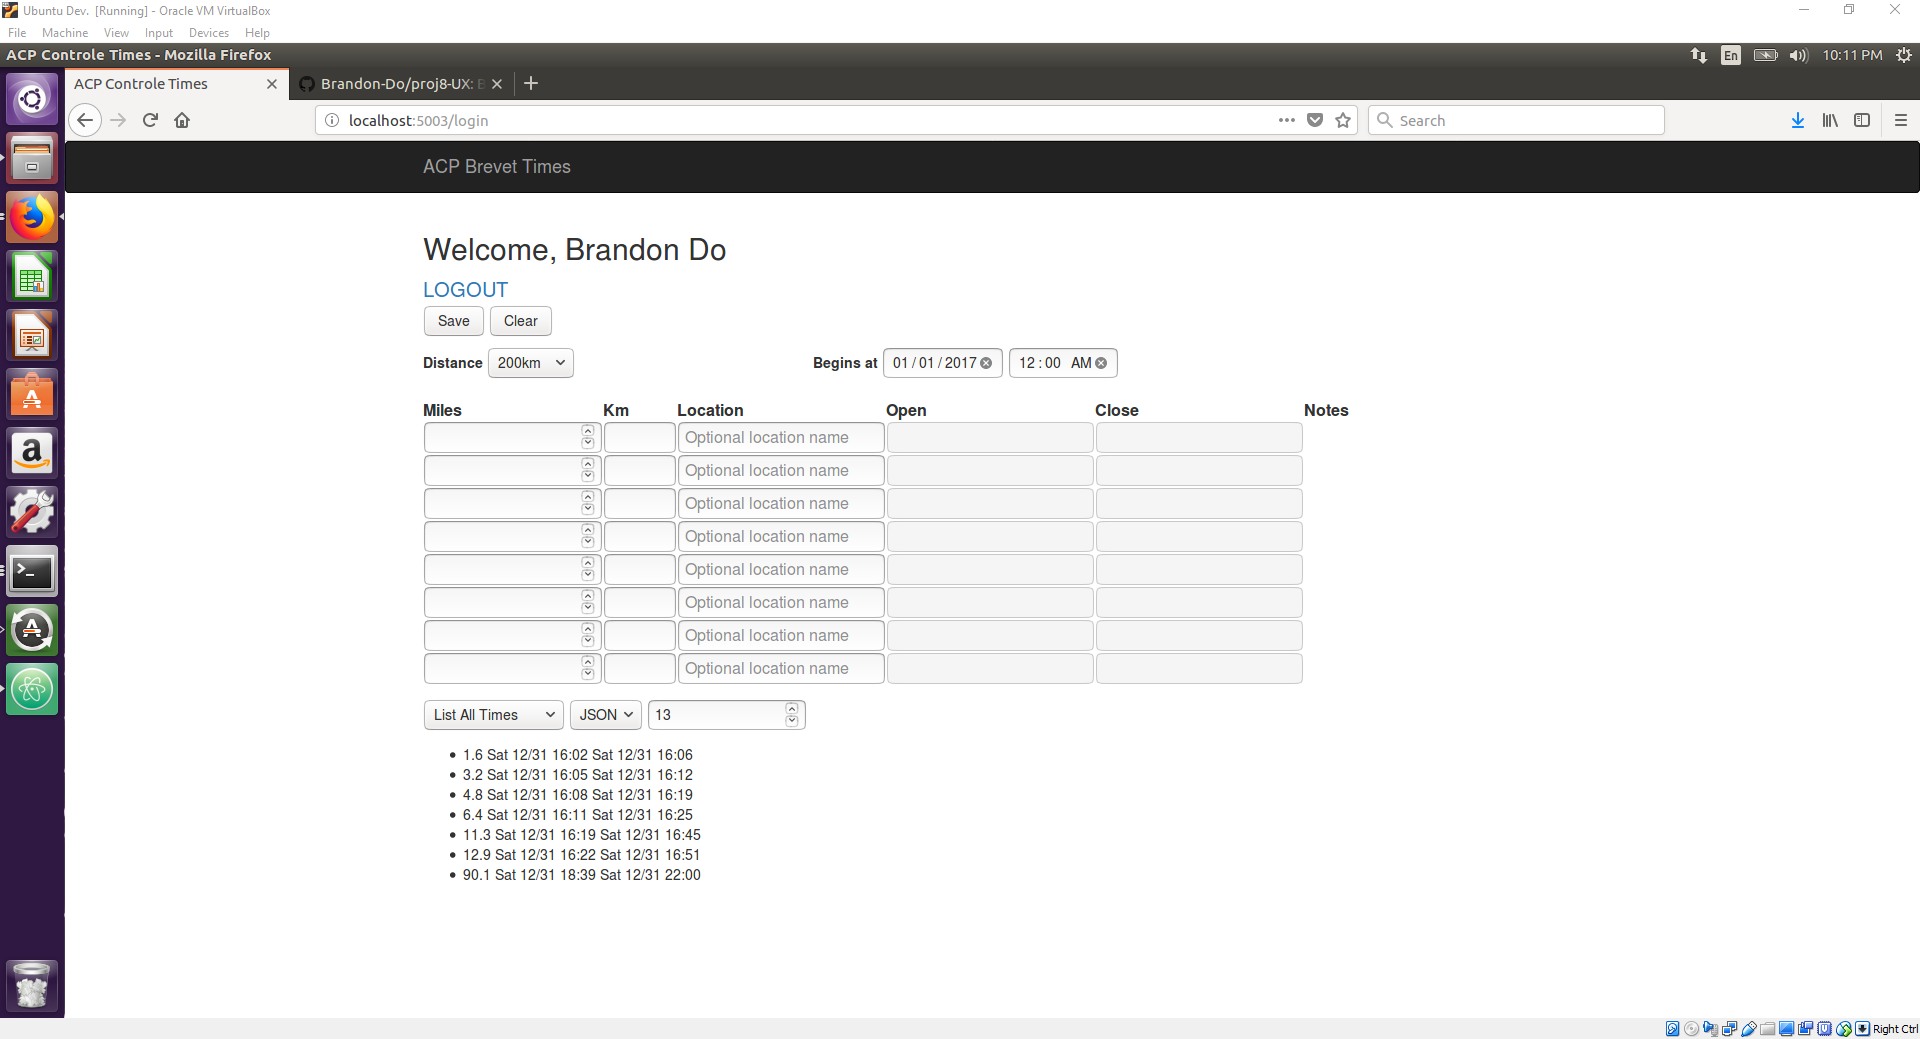 Ubuntu Dev. [Running] - Oracle VM VirtualBox
File Machine View Input Devices Help
ACP Controle Times - Mozilla Firefox
En
10:11 PM
ACP Controle Times
Brandon-Do/proj8-UX:
localhost:5003/login
Search
ACP Brevet Times
Welcome, Brandon Do
LOGOUT
Save Clear
Distance 200km Begins at 01/01/2017 12:00 AM
Miles Km Location Open Close Notes
Optional location name
Optional location name
Optional location name
Optional location name
Optional location name
Optional location name
Optional location name
Optional location name
List All Times JSON 13
• 1.6 Sat 12/31 16:02 Sat 12/31 16:06
• 3.2 Sat 12/31 16:05 Sat 12/31 16:12
• 4.8 Sat 12/31 16:08 Sat 12/31 16:19
• 6.4 Sat 12/31 16:11 Sat 12/31 16:25
• 11.3 Sat 12/31 16:19 Sat 12/31 16:45
• 12.9 Sat 12/31 16:22 Sat 12/31 16:51
• 90.1 Sat 12/31 18:39 Sat 12/31 22:00
Right Ctrl